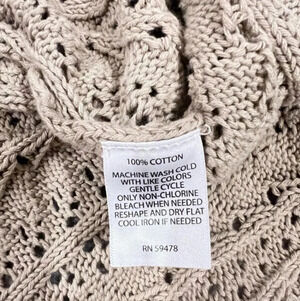 100% COTTON
MACHINE WASH COLD
WITH LIKE COLORS
GENTLE CYCLE
ONLY NON-CHLORINE
BLEACH WHEN NEEDED
RESHAPE AND DRY FLAT
COOL IRON IF NEEDED
RN 59478